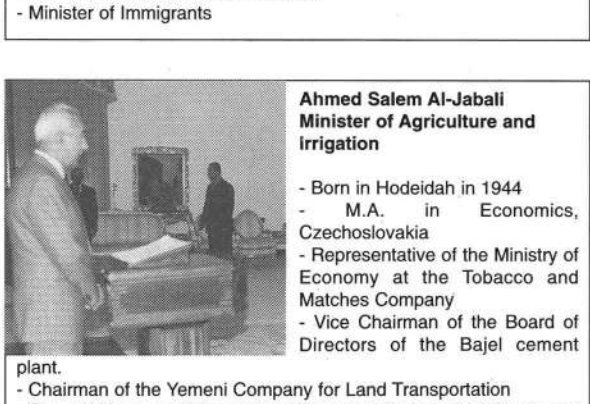 - Minister of Immigrants
Ahmed Salem Al-Jabali
Minister of Agriculture and
irrigation
- Born in Hodeidah in 1944
- M.A. in Economics,
Czechoslovakia
- Representative of the Ministry of
Economy at the Tobacco and
Matches Company
- Vice Chairman of the Board of
Directors of the Bajel cement
plant.
- Chairman of the Yemeni Company for Land Transportation